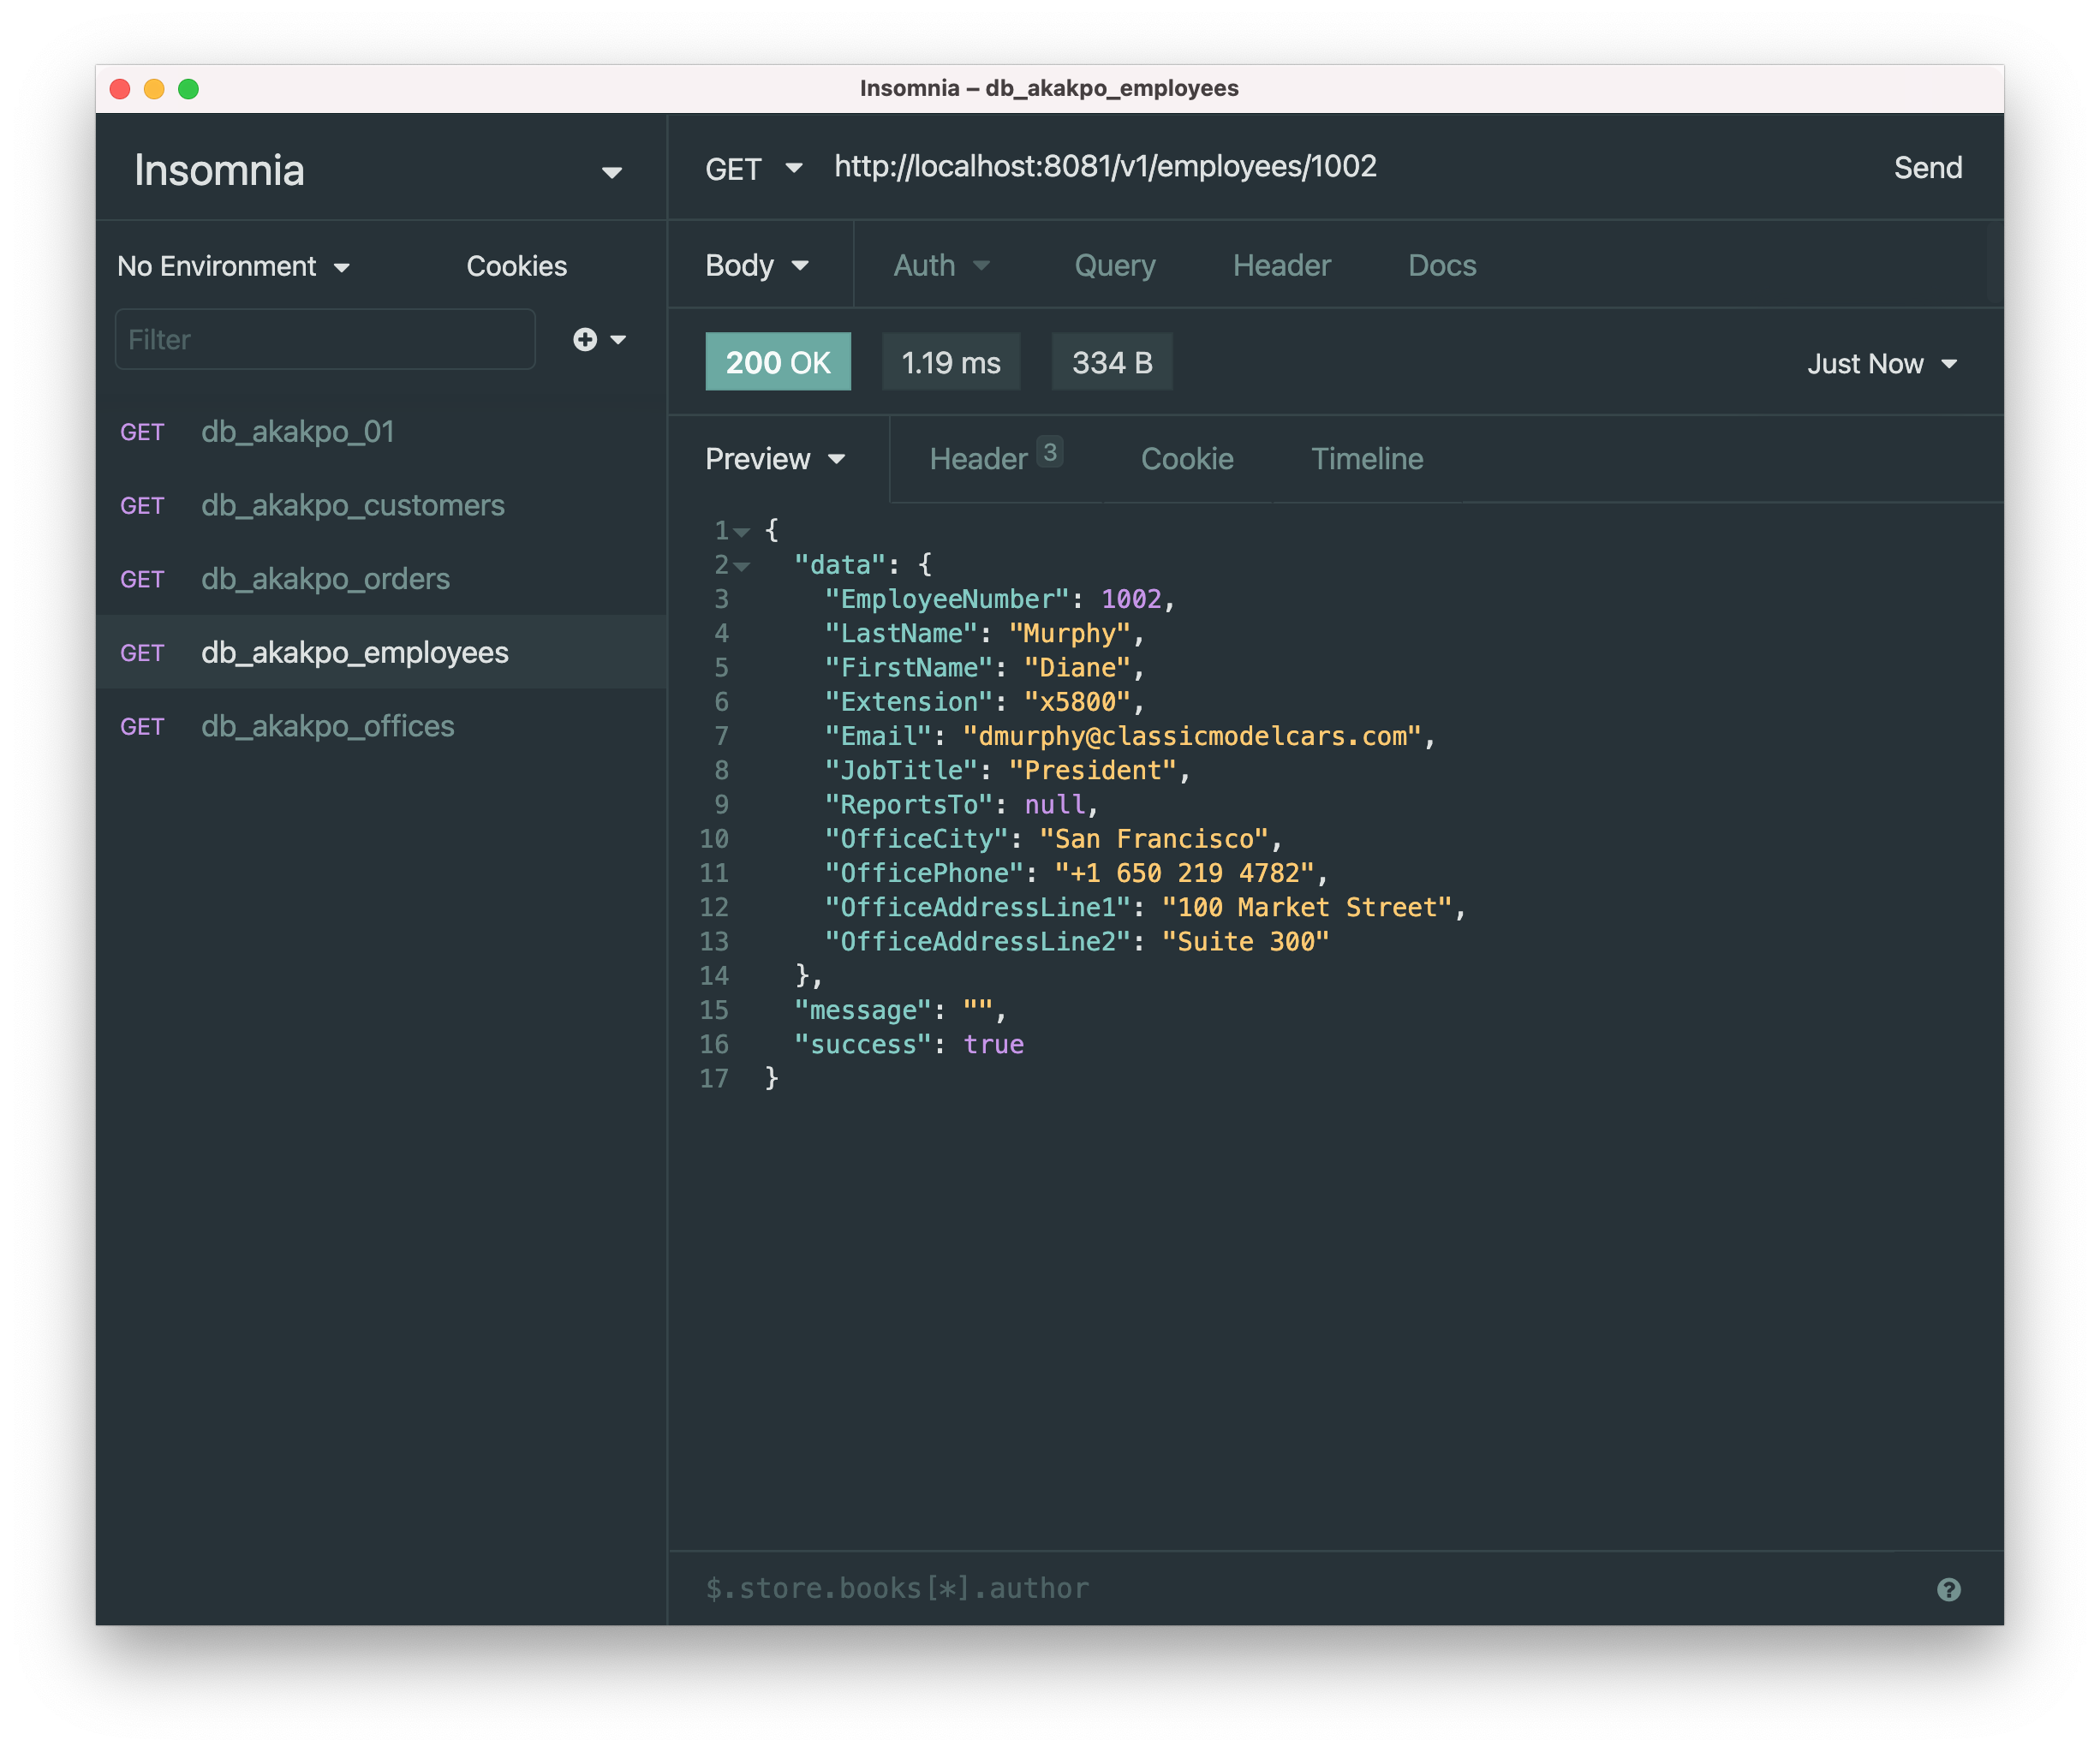 Insomnia – db_akakpo_employees
Insomnia
GET http://localhost:8081/v1/employees/1002 Send
No Environment Cookies
Body Auth Query Header Docs
Filter
200 OK 1.19 ms 334 B Just Now
GET db_akakpo_01
GET db_akakpo_customers
GET db_akakpo_orders
GET db_akakpo_employees
GET db_akakpo_offices
Preview Header 3 Cookie Timeline
1 {
2 "data": {
3 "EmployeeNumber": 1002,
4 "LastName": "Murphy",
5 "FirstName": "Diane",
6 "Extension": "x5800",
7 "Email": "dmurphy@classicmodelcars.com",
8 "JobTitle": "President",
9 "ReportsTo": null,
10 "OfficeCity": "San Francisco",
11 "OfficePhone": "+1 650 219 4782",
12 "OfficeAddressLine1": "100 Market Street",
13 "OfficeAddressLine2": "Suite 300"
14 },
15 "message": "",
16 "success": true
17 }
$.store.books[*].author